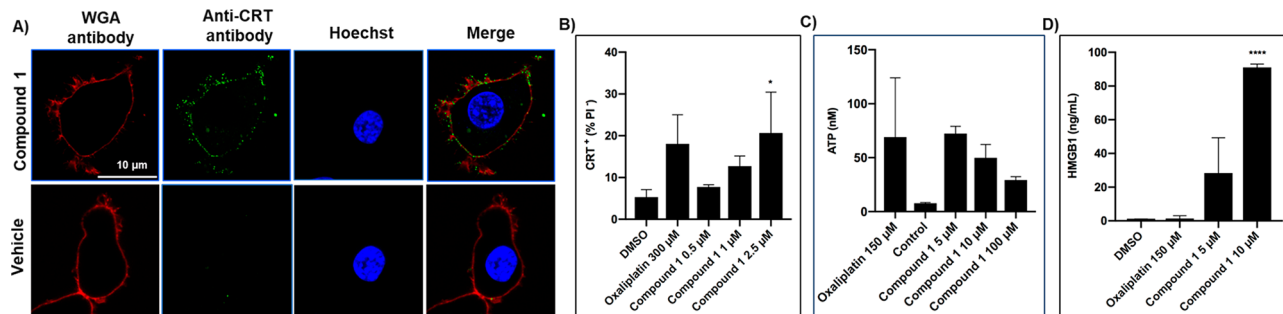 A)
WGA
antibody
Anti-CRT
antibody
Hoechst
Merge
Compound 1
10 µm
Vehicle
B)
CRT + (% PI -)
40
30
20
10
0
DMSO
Oxaliplatin 300 µM
Compound 1 0.5 µM
Compound 1 1 µM
Compound 1 2.5 µM
*
C)
ATP (nM)
150
100
50
0
Oxaliplatin 150 µM
Control
Compound 1 5 µM
Compound 1 10 µM
Compound 1 100 µM
D)
HMGB1 (ng/mL)
100
80
60
40
20
0
DMSO
Oxaliplatin 150 µM
Compound 1 5 µM
Compound 1 10 µM
****